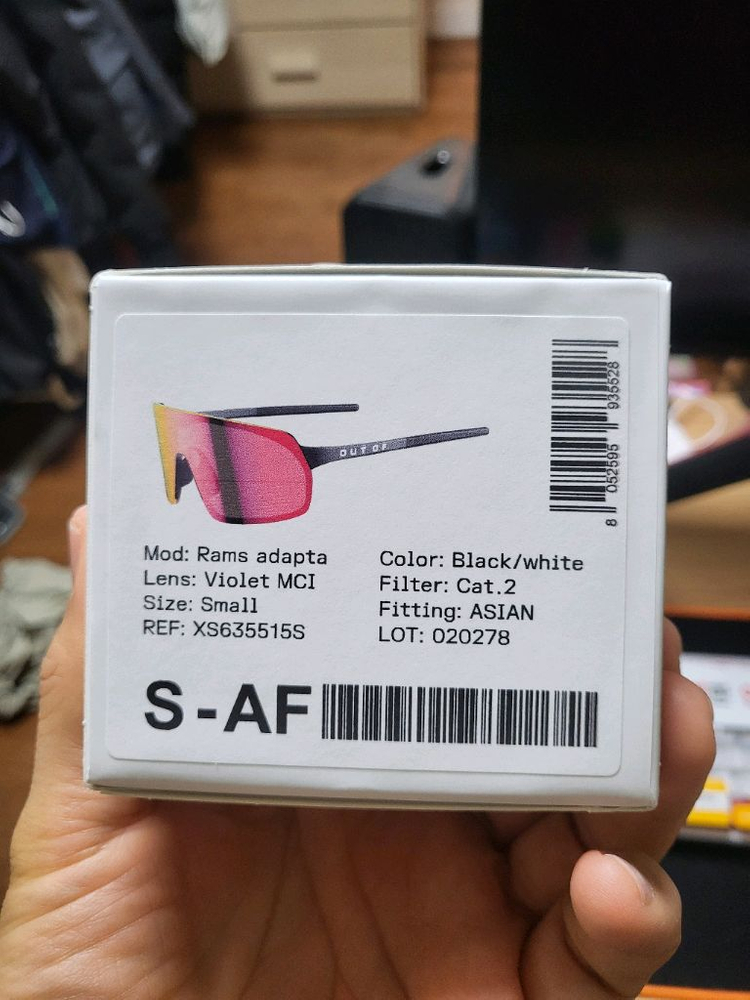 OUT OF
Mod: Rams adapta
Lens: Violet MCI
Size: Small
REF: XS635515S
Color: Black/white
Filter: Cat.2
Fitting: ASIAN
LOT: 020278
S-AF
8 052595 935528